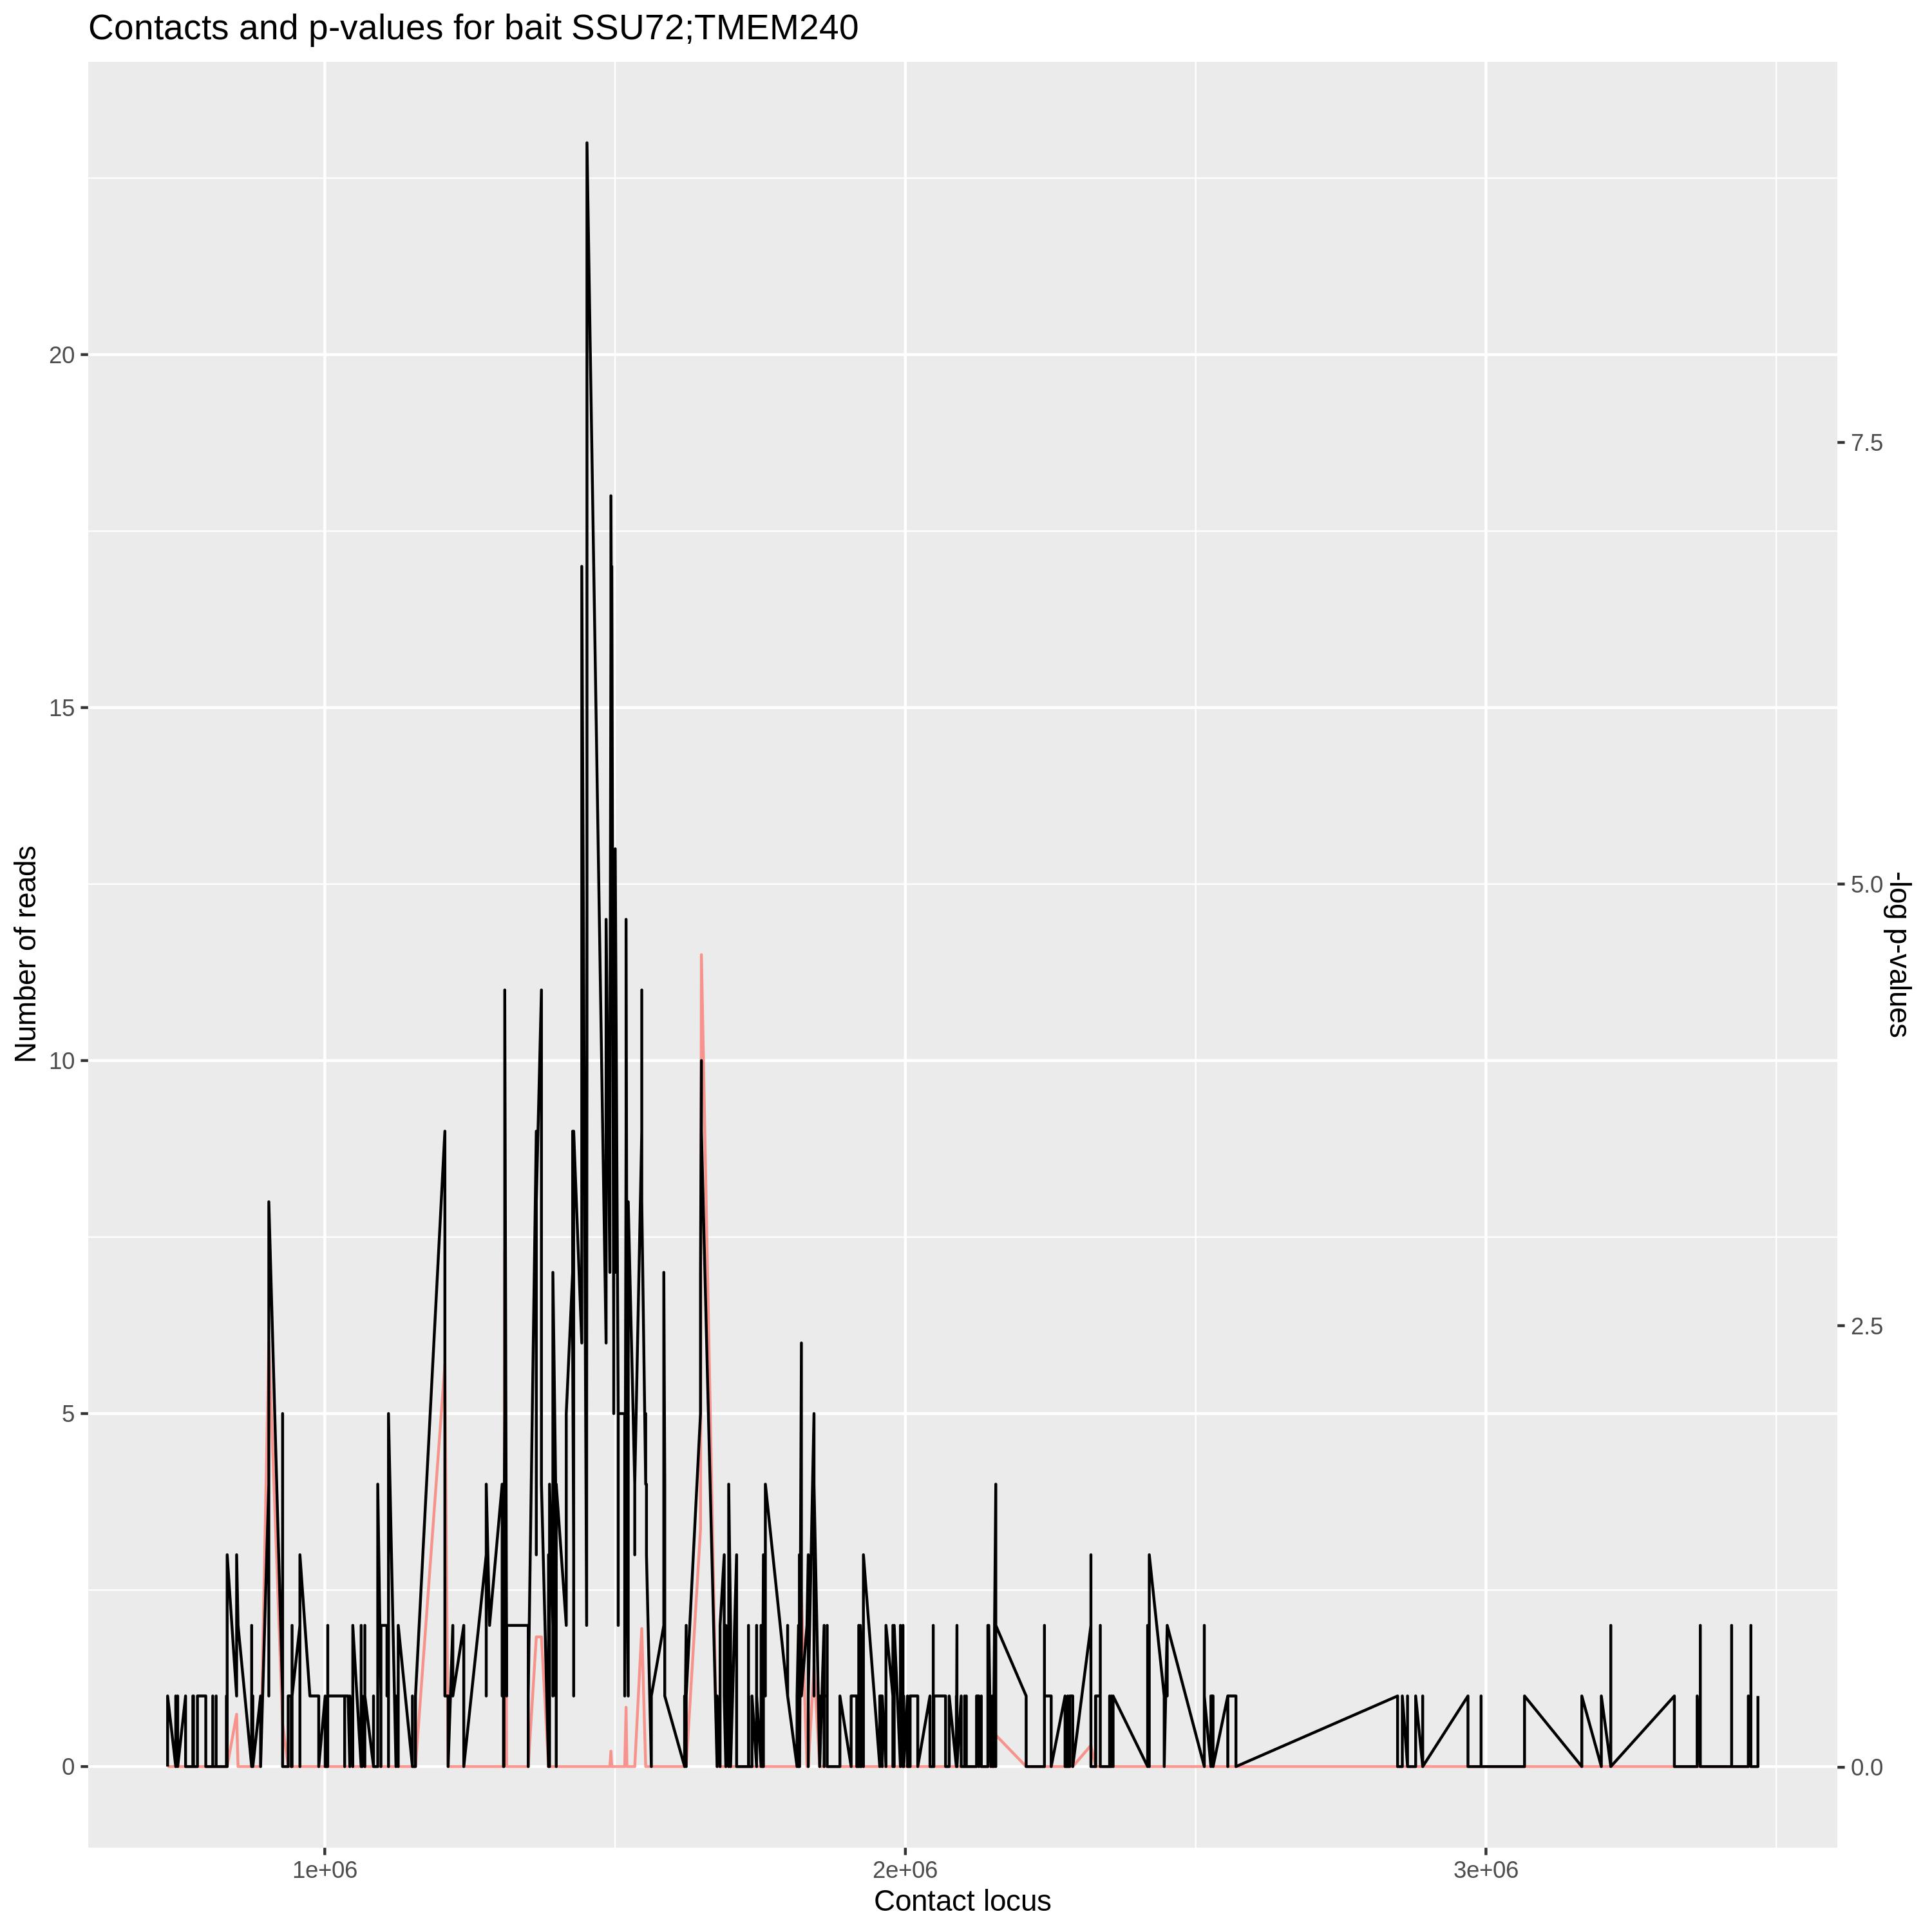 Contacts and p-values for bait SSU72;TMEM240
Number of reads
20
15
10
5
0
7.5
5.0
2.5
0.0
-log p-values
1e+06
2e+06
3e+06
Contact locus